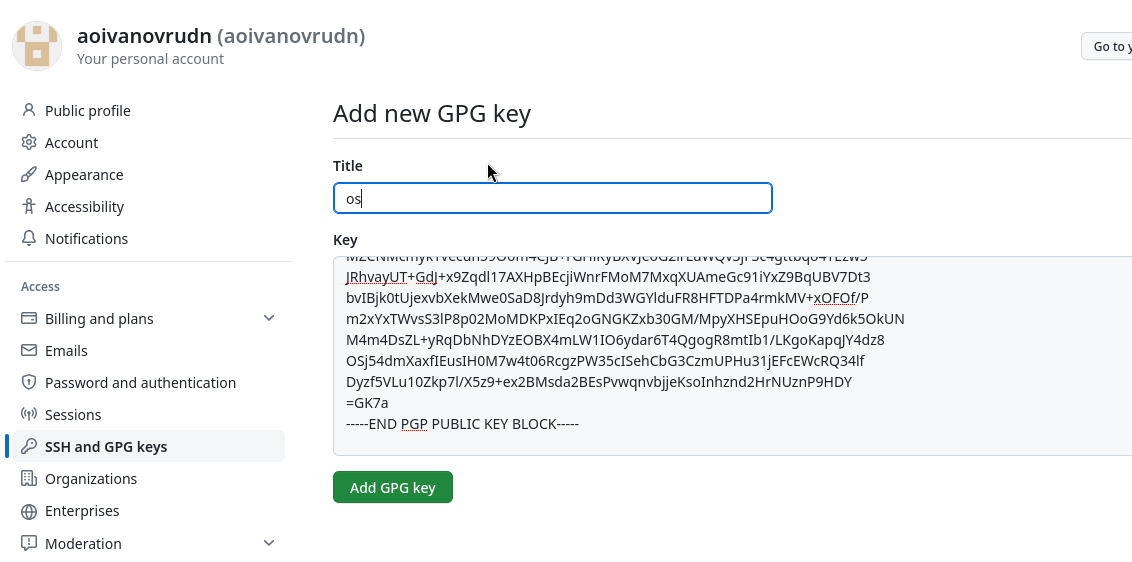 aoivanovrudn (aoivanovrudn)
Your personal account
Go to y
Public profile
Account
Appearance
Accessibility
Notifications
Access
Billing and plans
Emails
Password and authentication
Sessions
SSH and GPG keys
Organizations
Enterprises
Moderation
Add new GPG key
Title
os
Key
JRhvayUT+GdJ+x9Zqdl17AXHpBEcjiWnrFMoM7MxqXUAmeGc91iYxZ9BqUBV7Dt3
bvIBjk0tUjexvbXekMwe0SaD8Jrdyh9mDd3WGYlduFR8HFTDPa4rmkMV+xOFOf/P
m2xYxTWvsS3lP8p02MoMDKPxIEq2oGNGKZxb30GM/MpyXHSEpuHOoG9Yd6k5OkUN
M4m4DsZL+yRqDbNhDYzEOBX4mLW1IO6ydar6T4QgogR8mtIb1/LKgoKapqJY4dz8
OSj54dmXaxfIEusIH0M7w4t06RcgzPW35cISehCbG3CzmUPHu31jEFcEWcRQ34lf
Dyzf5VLu10Zkp7l/X5z9+ex2BMsda2BEsPvwqnvbjjeKsoInhznd2HrNUznP9HDY
=GK7a
-----END PGP PUBLIC KEY BLOCK-----
Add GPG key